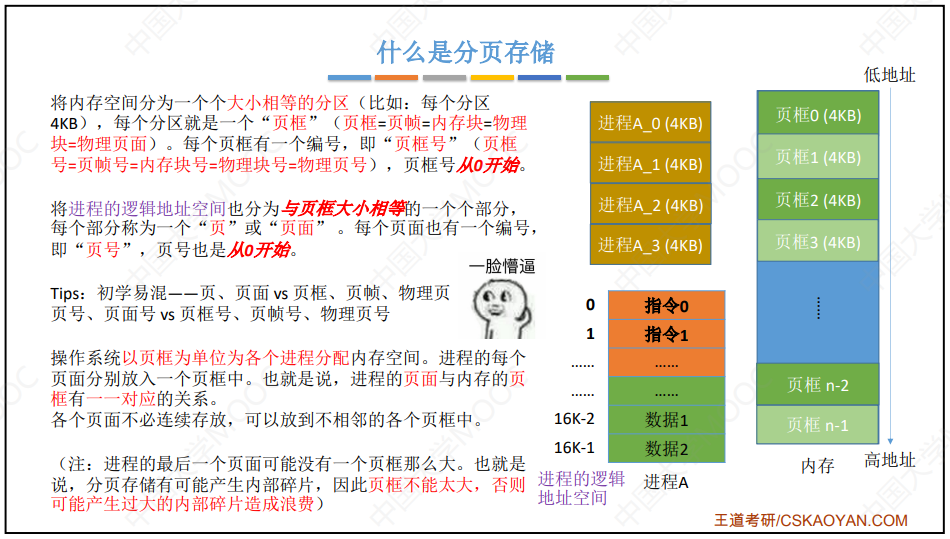 什么是分页存储
将内存空间分为一个个大小相等的分区（比如：每个分区
4KB），每个分区就是一个“页框”（页框=页帧=内存块=物理
块=物理页面）。每个页框有一个编号，即“页框号”（页框
号=页帧号=内存块号=物理块号=物理页号），页框号从0开始。
将进程的逻辑地址空间也分为与页框大小相等的一个个部分，
每个部分称为一个“页”或“页面” 。每个页面也有一个编号，
即“页号”，页号也是从0开始。
Tips：初学易混——页、页面 vs 页框、页帧、物理页
页号、页面号 vs 页框号、页帧号、物理页号
一脸懵逼
操作系统以页框为单位为各个进程分配内存空间。进程的每个
页面分别放入一个页框中。也就是说，进程的页面与内存的页
框有一一对应的关系。
各个页面不必连续存放，可以放到不相邻的各个页框中。
（注：进程的最后一个页面可能没有一个页框那么大。也就是
说，分页存储有可能产生内部碎片，因此页框不能太大，否则
可能产生过大的内部碎片造成浪费）
进程A_0 (4KB)
进程A_1 (4KB)
进程A_2 (4KB)
进程A_3 (4KB)
0 指令0
1 指令1
…… ……
…… ……
16K-2 数据1
16K-1 数据2
进程的逻辑
地址空间
进程A
低地址
页框0 (4KB)
页框1 (4KB)
页框2 (4KB)
页框3 (4KB)
……
页框 n-2
页框 n-1
内存
高地址
王道考研/CSKAOYAN.COM